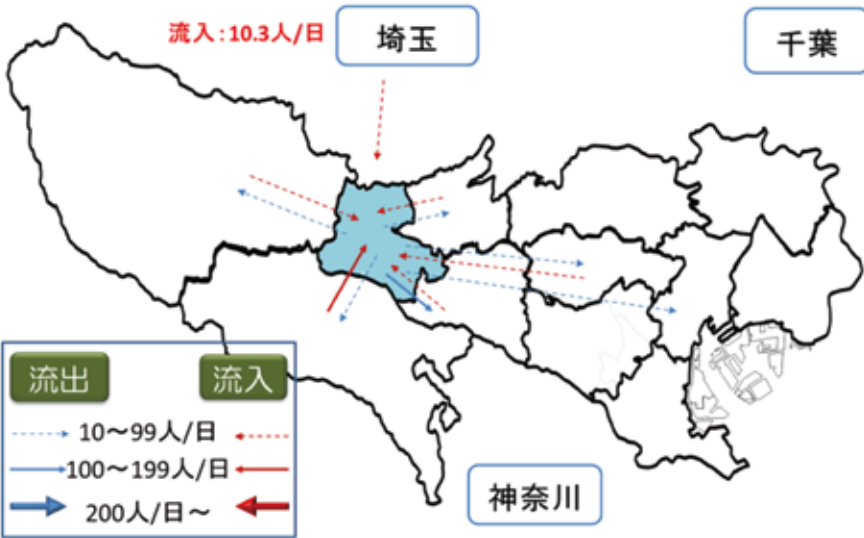 流入:10.3人/日
埼玉
千葉
流出 流入
10～99人/日
100～199人/日
200人/日～
神奈川